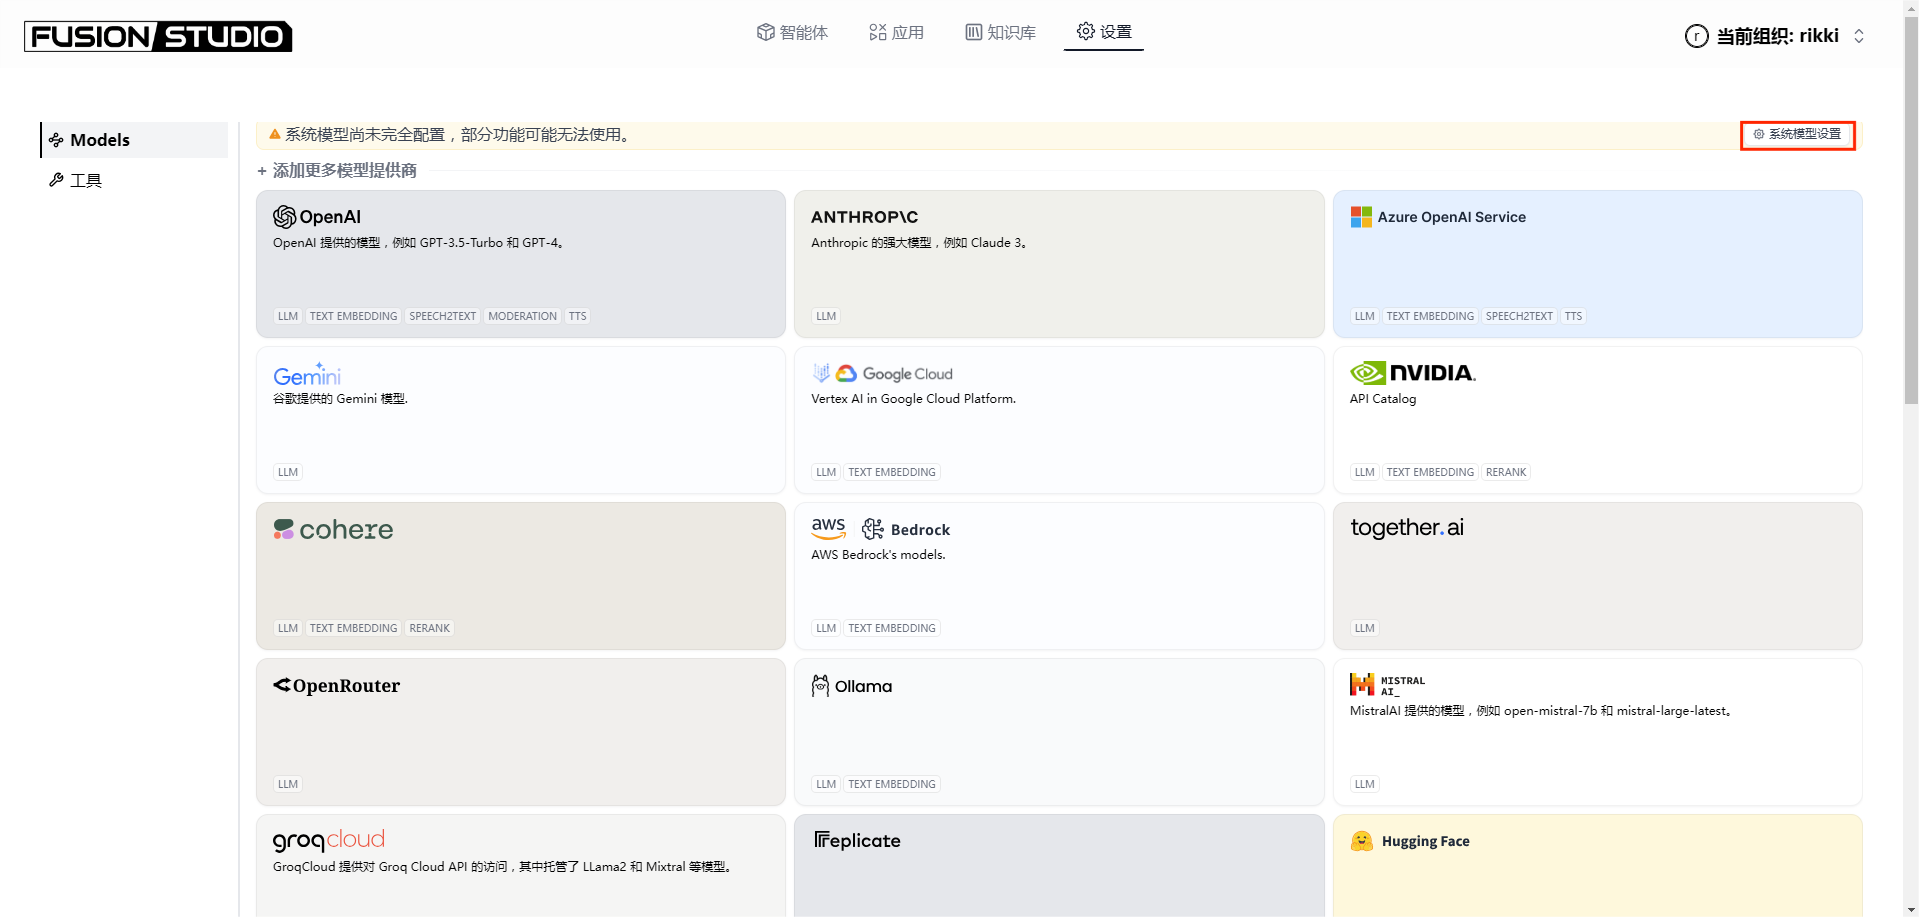 FUSION STUDIO
智能体
应用
知识库
设置
r
当前组织: rikki
Models
工具
系统模型尚未完全配置，部分功能可能无法使用。
系统模型设置
+ 添加更多模型提供商
OpenAI
OpenAI 提供的模型，例如 GPT-3.5-Turbo 和 GPT-4。
LLM TEXT EMBEDDING SPEECH2TEXT MODERATION TTS
ANTHROP\C
Anthropic 的强大模型，例如 Claude 3。
LLM
Azure OpenAI Service
LLM TEXT EMBEDDING SPEECH2TEXT TTS
Gemini
谷歌提供的 Gemini 模型.
LLM
Google Cloud
Vertex AI in Google Cloud Platform.
LLM TEXT EMBEDDING
NVIDIA.
API Catalog
LLM TEXT EMBEDDING RERANK
cohere
LLM TEXT EMBEDDING RERANK
aws Bedrock
AWS Bedrock's models.
LLM TEXT EMBEDDING
together.ai
LLM
OpenRouter
LLM
Ollama
LLM TEXT EMBEDDING
MISTRAL
AI_
MistralAI 提供的模型，例如 open-mistral-7b 和 mistral-large-latest。
LLM
groqcloud
GroqCloud 提供对 Groq Cloud API 的访问，其中托管了 LLama2 和 Mixtral 等模型。
Replicate
Hugging Face